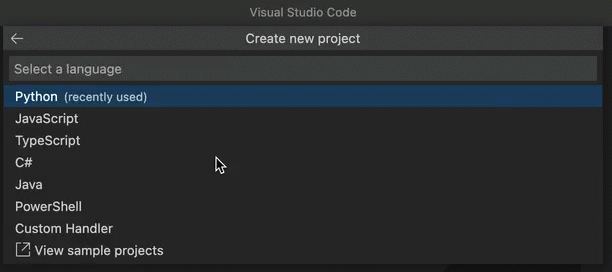 Visual Studio Code
Create new project
Select a language
Python (recently used)
JavaScript
TypeScript
C#
Java
PowerShell
Custom Handler
View sample projects